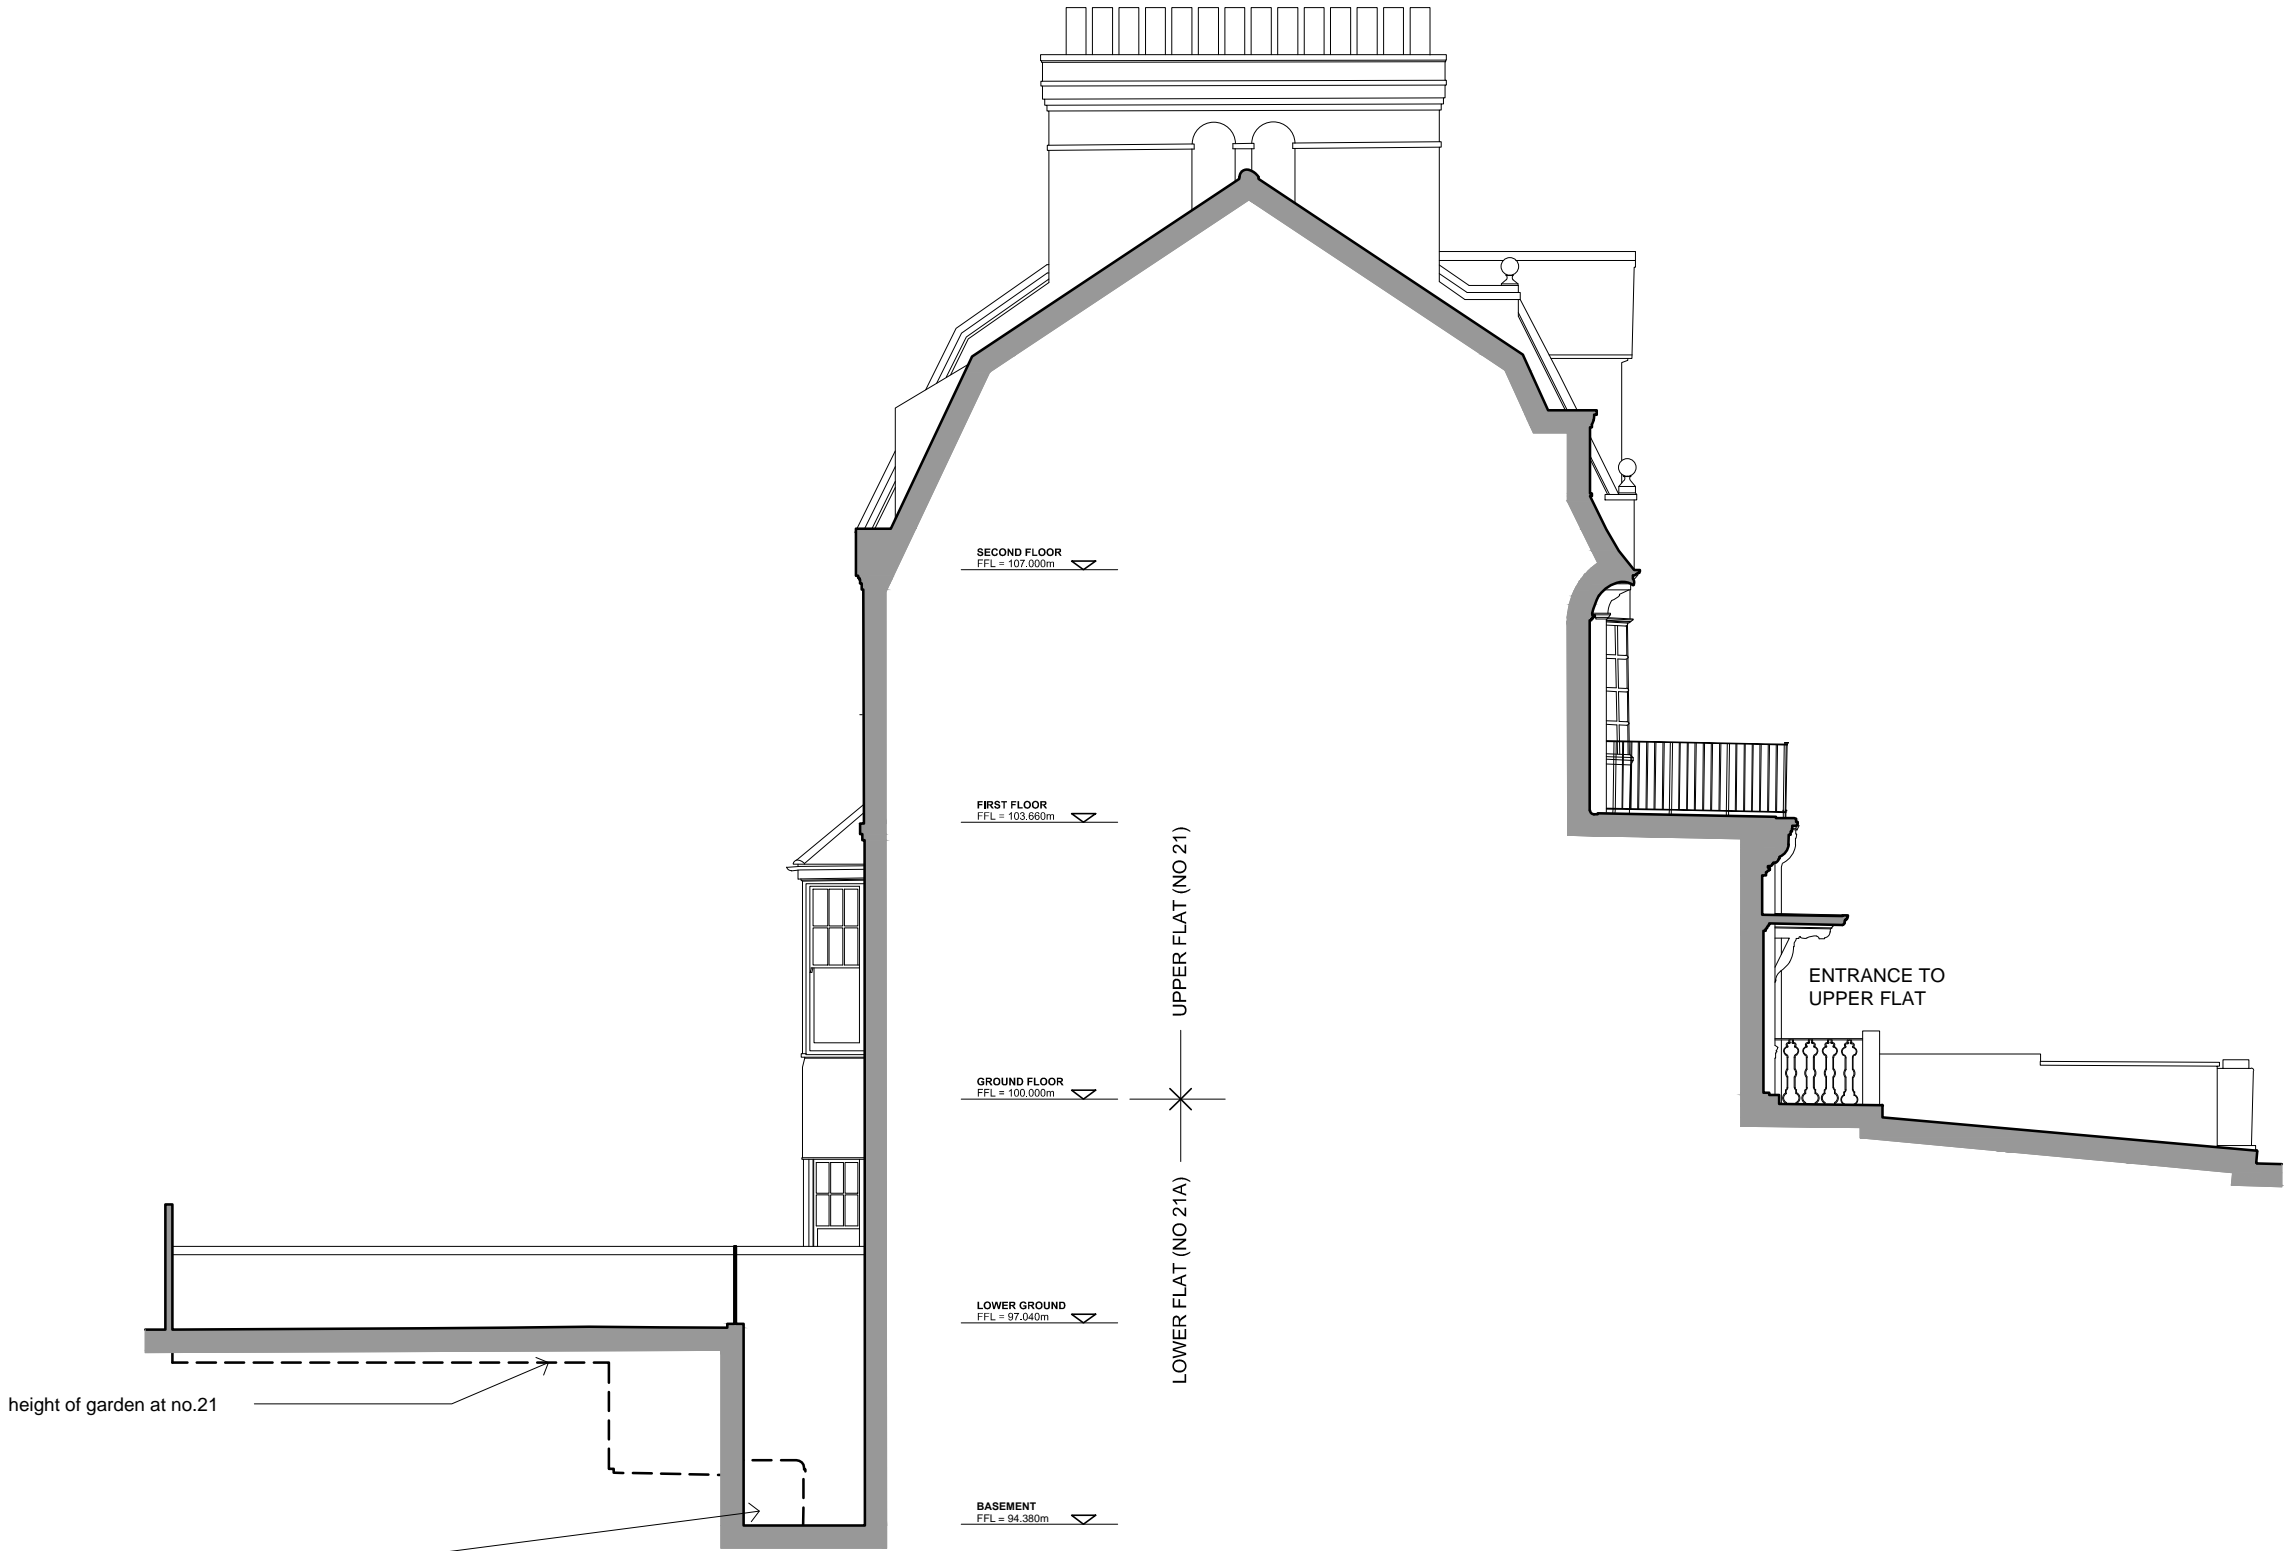 SECOND FLOOR
FFL = 107.000m
FIRST FLOOR
FFL = 103.660m
UPPER FLAT (NO 21)
ENTRANCE TO
UPPER FLAT
GROUND FLOOR
FFL = 100.000m
LOWER FLAT (NO 21A)
LOWER GROUND
FFL = 97.040m
height of garden at no.21
BASEMENT
FFL = 94.380m